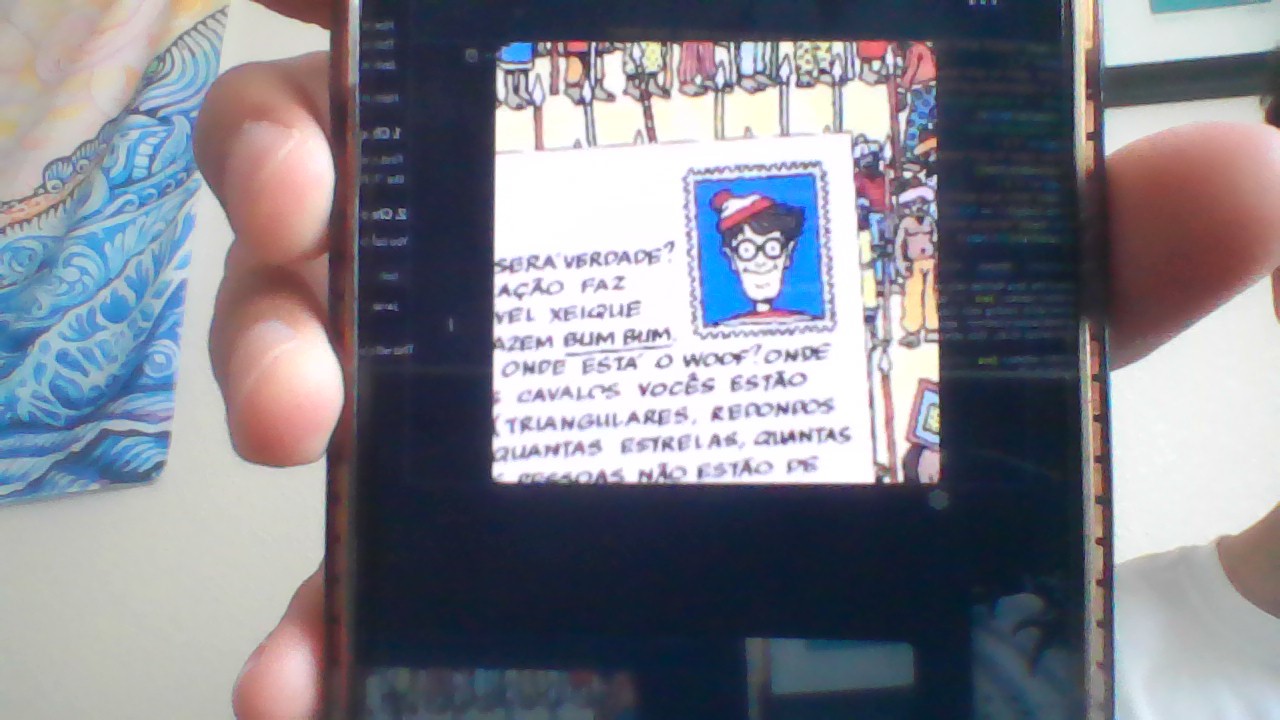 SERÁ VERDADE?
AÇÃO FAZ
VEL XEIQUE
AZEM BUM BUM.
ONDE ESTÁ O WOOF? ONDE
CAVALOS VOCÊS ESTÃO
(TRIANGULARES, REDONDOS
QUANTAS ESTRELAS, QUANTAS
PESSOAS NÃO ESTÃO DE